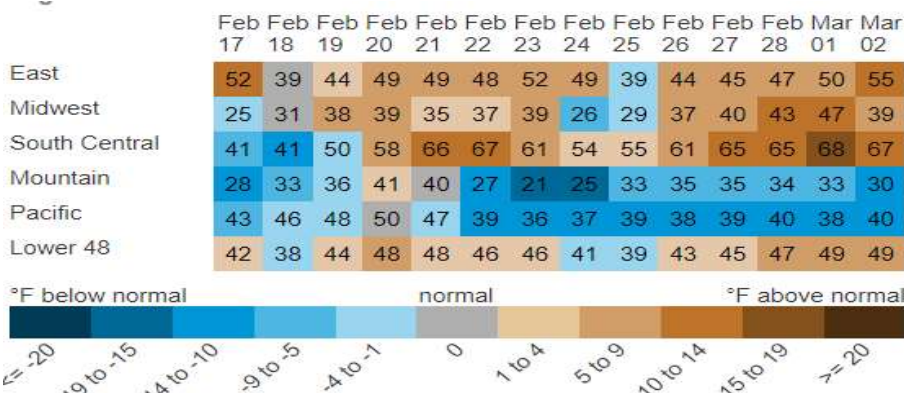 Feb Feb Feb Feb Feb Feb Feb Feb Feb Feb Feb Feb Mar Mar
17 18 19 20 21 22 23 24 25 26 27 28 01 02
East 52 39 44 49 49 48 52 49 39 44 45 47 50 55
Midwest 25 31 38 39 35 37 39 26 29 37 40 43 47 39
South Central 41 41 50 58 66 67 61 54 55 61 65 65 68 67
Mountain 28 33 36 41 40 27 21 25 33 35 35 34 33 30
Pacific 43 46 48 50 47 39 36 37 39 38 39 40 38 40
Lower 48 42 38 44 48 48 46 46 41 39 43 45 47 49 49
°F below normal normal °F above normal
<= -20 19 to -15 14 to -10 -9 to -5 -4 to -1 0 1 to 4 5 to 9 10 to 14 15 to 19 >= 20